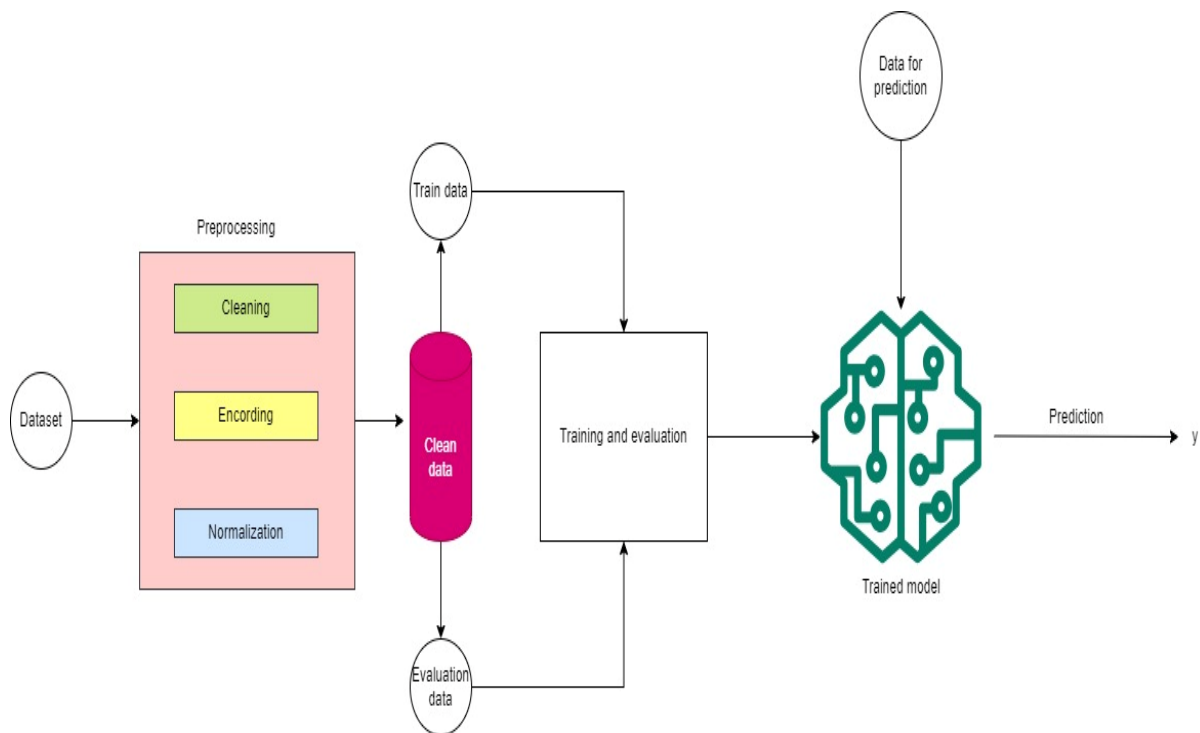 Data for
prediction
Train data
Preprocessing
Cleaning
Dataset
Encording
Clean
data
Training and evaluation
Prediction
y
Normalization
Trained model
Evaluation
data